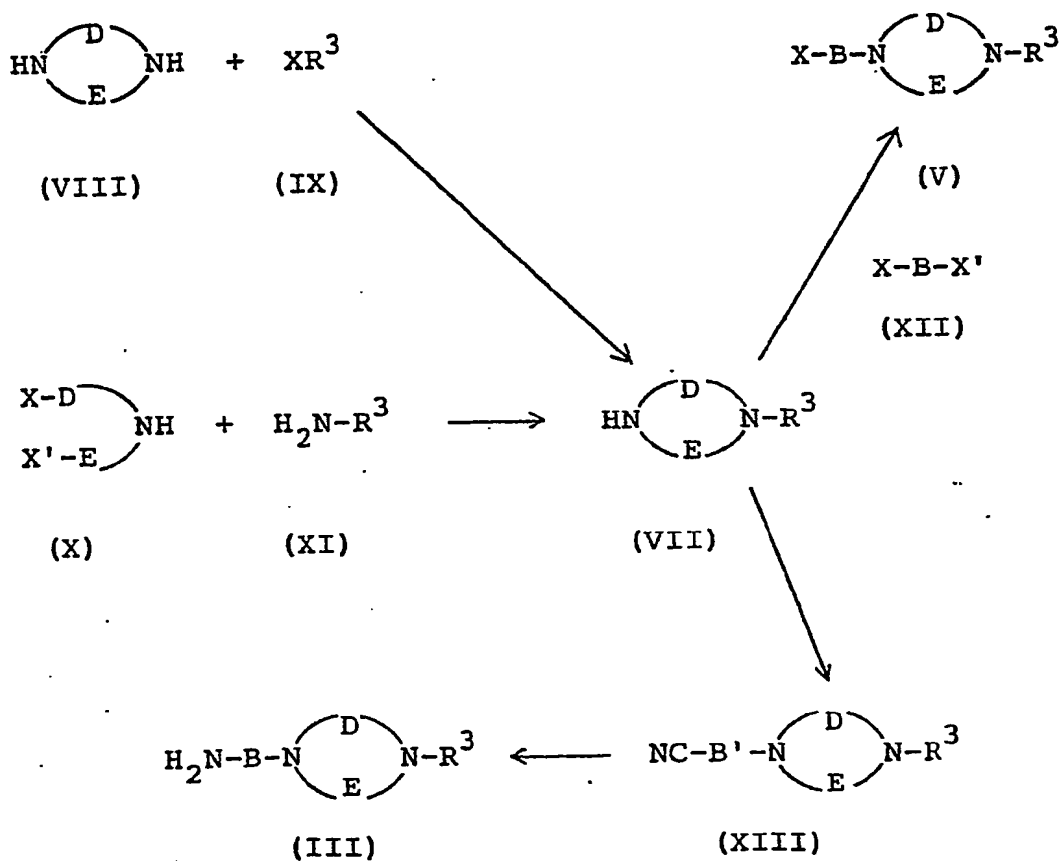 HN D E NH + XR³
X-B-N D E N-R³
(VIII) (IX) (V)
X-B-X'
(XII)
X-D X'-E NH + H₂N-R³ HN D E N-R³
(X) (XI) (VII)
H₂N-B-N D E N-R³ NC-B'-N D E N-R
(III) (XIII)